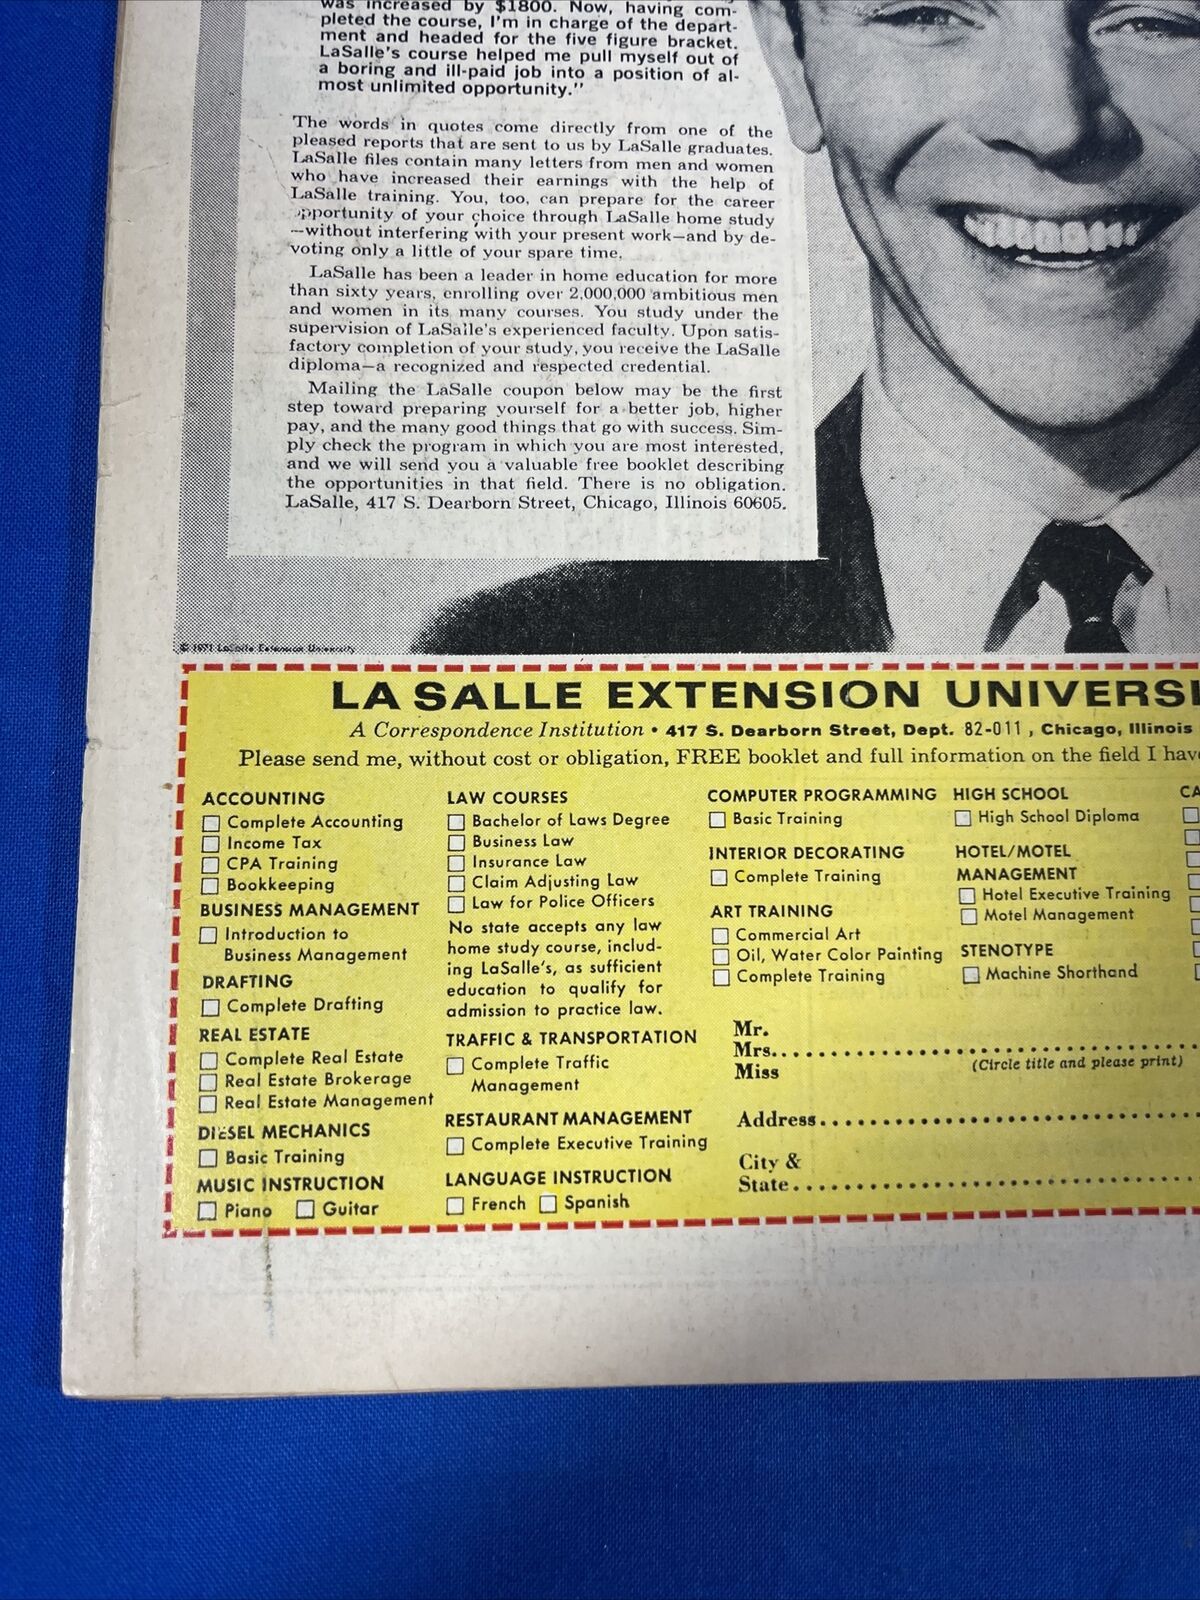 was increased by $1800. Now, having com-
pleted the course, I'm in charge of the depart-
ment and headed for the five figure bracket.
LaSalle's course helped me pull myself out of
a boring and ill-paid job into a position of al-
most unlimited opportunity."
The words in quotes come directly from one of the
pleased reports that are sent to us by LaSalle graduates.
LaSalle files contain many letters from men and women
who have increased their earnings with the help of
LaSalle training. You, too, can prepare for the career
opportunity of your choice through LaSalle home study
—without interfering with your present work—and by de-
voting only a little of your spare time.
LaSalle has been a leader in home education for more
than sixty years, enrolling over 2,000,000 ambitious men
and women in its many courses. You study under the
supervision of LaSalle's experienced faculty. Upon satis-
factory completion of your study, you receive the LaSalle
diploma—a recognized and respected credential.
Mailing the LaSalle coupon below may be the first
step toward preparing yourself for a better job, higher
pay, and the many good things that go with success. Sim-
ply check the program in which you are most interested,
and we will send you a valuable free booklet describing
the opportunities in that field. There is no obligation.
LaSalle, 417 S. Dearborn Street, Chicago, Illinois 60605.
© 1971 LaSalle Extension University
LA SALLE EXTENSION UNIVERSI
A Correspondence Institution • 417 S. Dearborn Street, Dept. 82-011, Chicago, Illinois
Please send me, without cost or obligation, FREE booklet and full information on the field I have
ACCOUNTING
Complete Accounting
Income Tax
CPA Training
Bookkeeping
BUSINESS MANAGEMENT
Introduction to
Business Management
DRAFTING
Complete Drafting
REAL ESTATE
Complete Real Estate
Real Estate Brokerage
Real Estate Management
DIESEL MECHANICS
Basic Training
MUSIC INSTRUCTION
Piano Guitar
LAW COURSES
Bachelor of Laws Degree
Business Law
Insurance Law
Claim Adjusting Law
Law for Police Officers
No state accepts any law
home study course, includ-
ing LaSalle's, as sufficient
education to qualify for
admission to practice law.
TRAFFIC & TRANSPORTATION
Complete Traffic
Management
RESTAURANT MANAGEMENT
Complete Executive Training
LANGUAGE INSTRUCTION
French Spanish
COMPUTER PROGRAMMING
Basic Training
INTERIOR DECORATING
Complete Training
ART TRAINING
Commercial Art
Oil, Water Color Painting
Complete Training
HIGH SCHOOL
High School Diploma
HOTEL/MOTEL
MANAGEMENT
Hotel Executive Training
Motel Management
STENOTYPE
Machine Shorthand
CA
Mr.
Mrs.
Miss
(Circle title and please print)
Address
City &
State